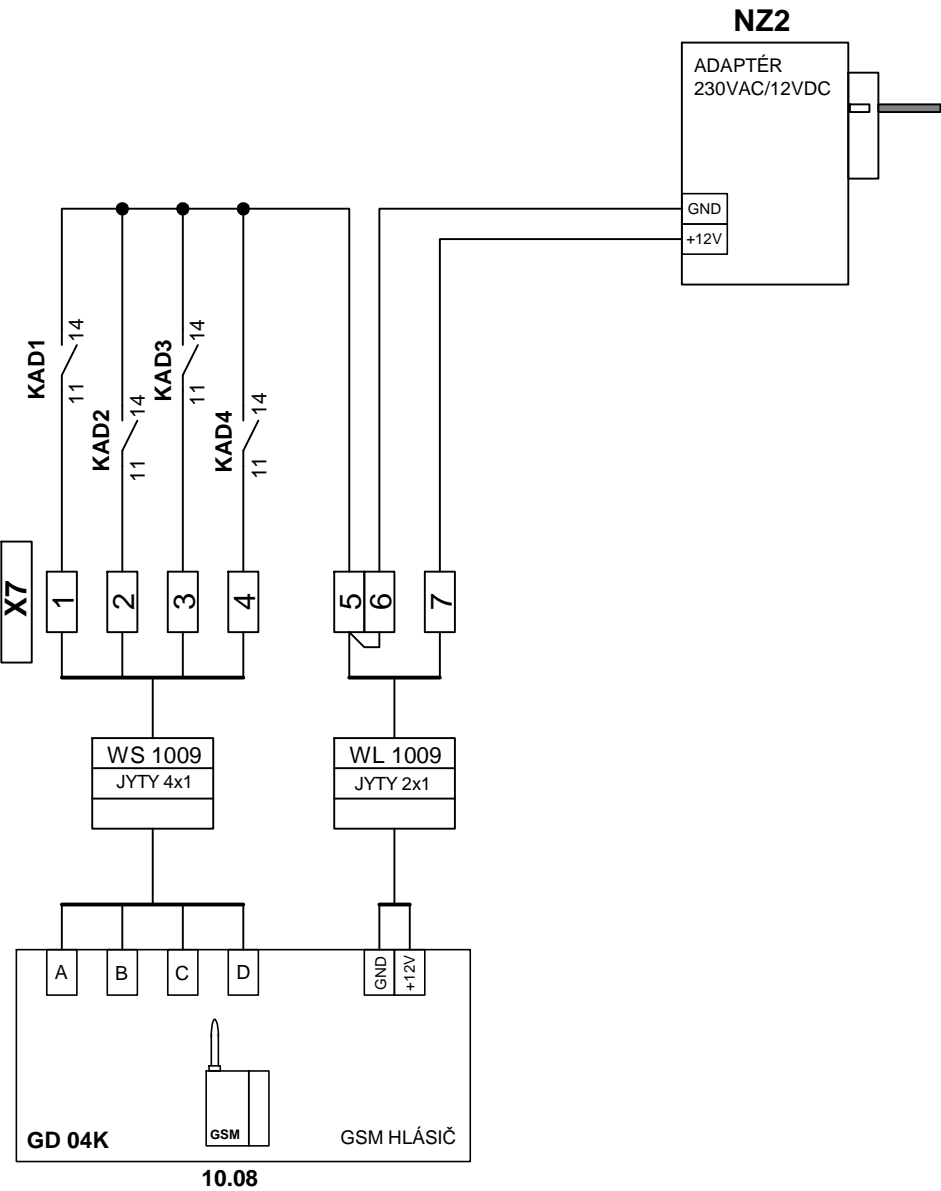 NZ2
ADAPTÉR
230VAC/12VDC
GND
+12V
KAD1
14
11
KAD2
14
11
KAD3
14
11
KAD4
14
11
X7
1
2
3
4
5
6
7
WS 1009
JYTY 4x1
WL 1009
JYTY 2x1
A
B
C
D
GND
+12V
GSM
GD 04K
GSM HLÁSIČ
10.08